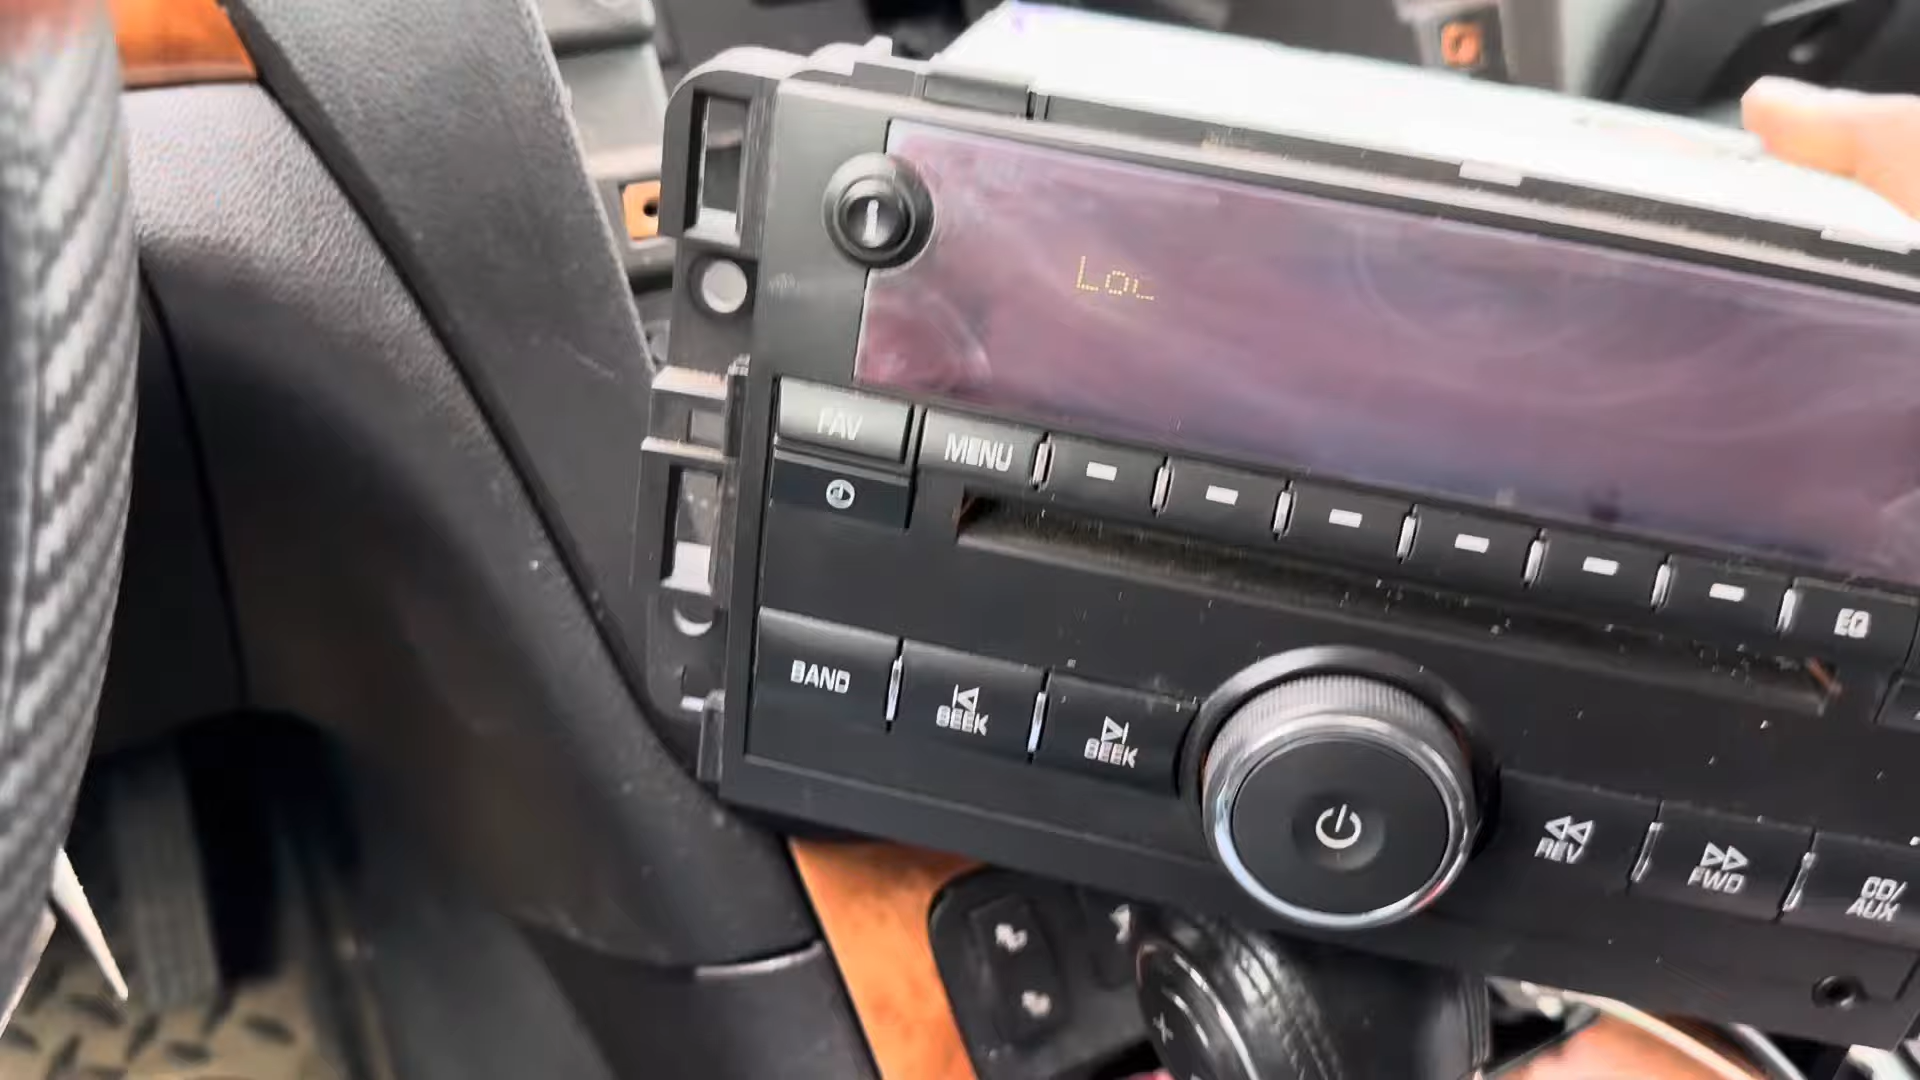 Loc
FAV
MENU
EQ
BAND
SEEK
SEEK
REV
FWD
CD/
AUX